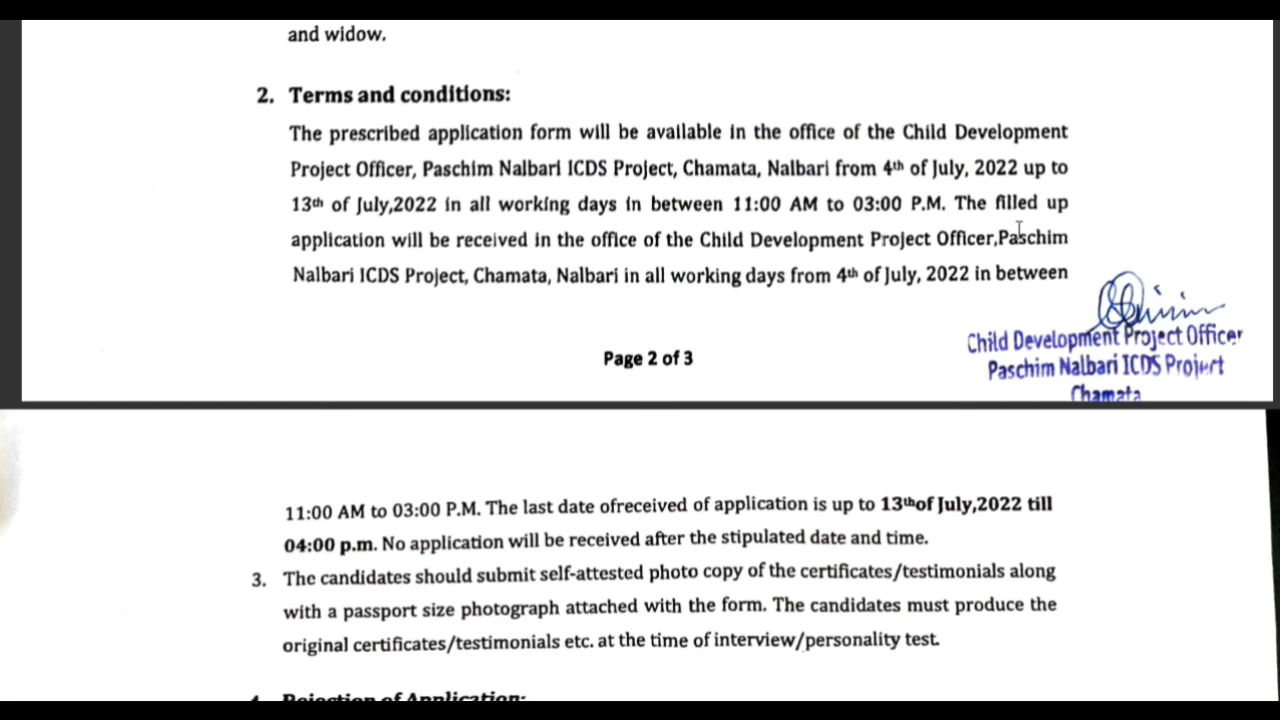 and widow.
2. Terms and conditions:
The prescribed application form will be available in the office of the Child Development
Project Officer, Paschim Nalbari ICDS Project, Chamata, Nalbari from 4th of July, 2022 up to
13th of July,2022 in all working days in between 11:00 AM to 03:00 P.M. The filled up
application will be received in the office of the Child Development Project Officer,Paschim
Nalbari ICDS Project, Chamata, Nalbari in all working days from 4th of July, 2022 in between
Child Development Project Officer
Page 2 of 3
Paschim Nalbari ICDS Project
Chamata
11:00 AM to 03:00 P.M. The last date ofreceived of application is up to 13thof July,2022 till
04:00 p.m. No application will be received after the stipulated date and time.
3. The candidates should submit self-attested photo copy of the certificates/testimonials along
with a passport size photograph attached with the form. The candidates must produce the
original certificates/testimonials etc. at the time of interview/personality test.
4. Rejection of Application: